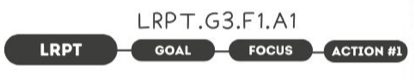 LRPT.G3.F1.A1
LRPT GOAL FOCUS ACTION #1